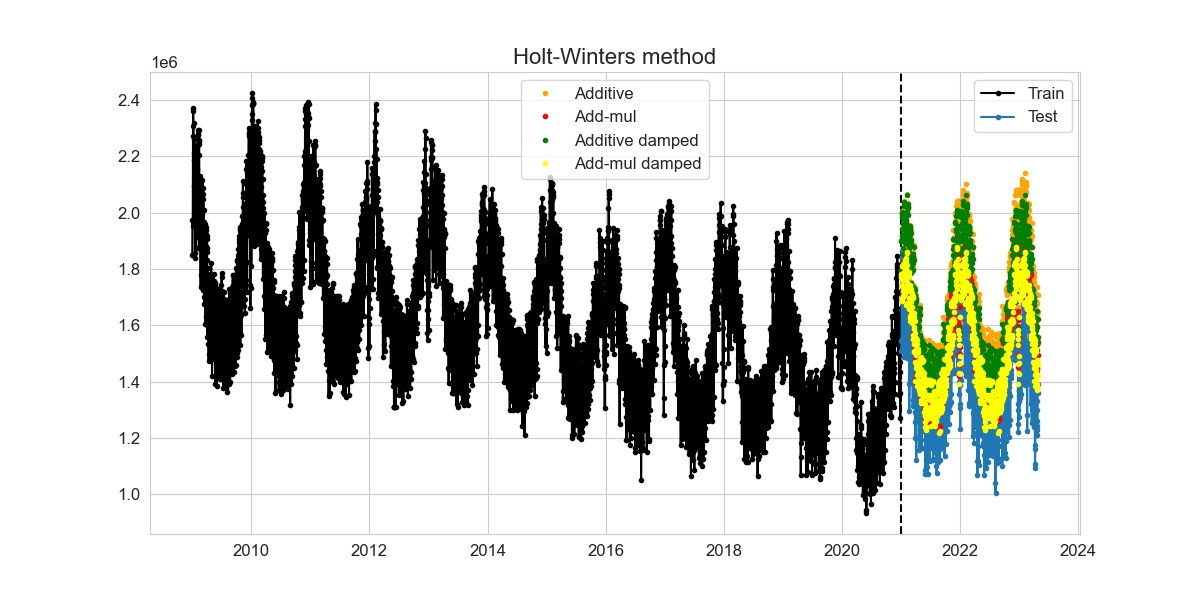 Holt-Winters method
1e6
2.4
2.2
2.0
1.8
1.6
1.4
1.2
1.0
Additive
Add-mul
Additive damped
Add-mul damped
Train
Test
2010 2012 2014 2016 2018 2020 2022 2024